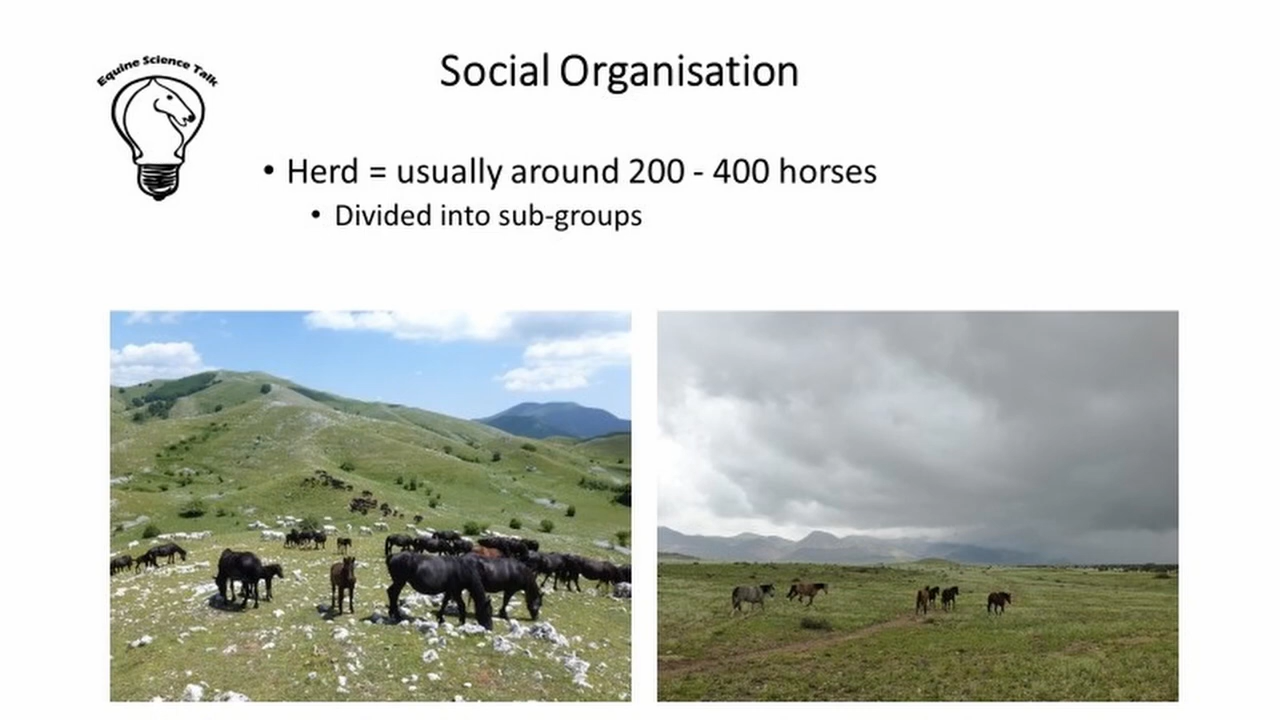 Equine Science Talk
Social Organisation
• Herd = usually around 200 - 400 horses
• Divided into sub-groups